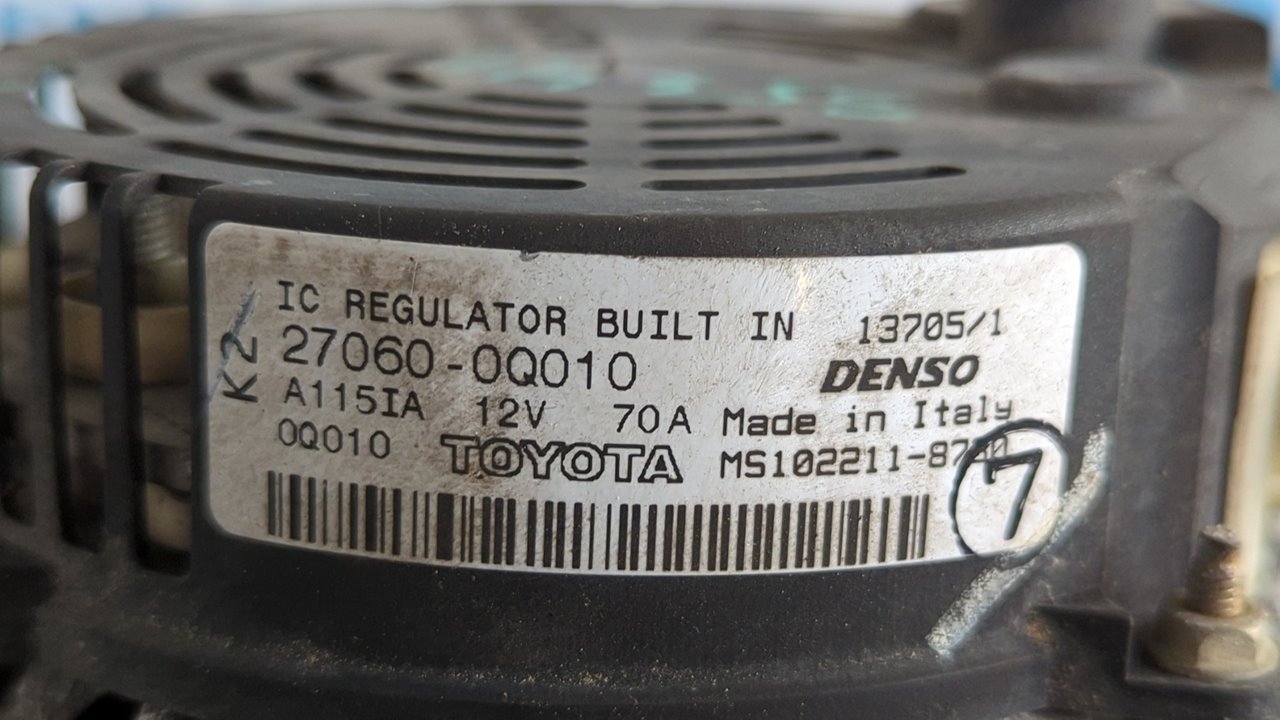 IC REGULATOR BUILT IN 13705/1
K2 27060-0Q010 DENSO
A115IA 12V 70A Made in Italy
0Q010 TOYOTA
7